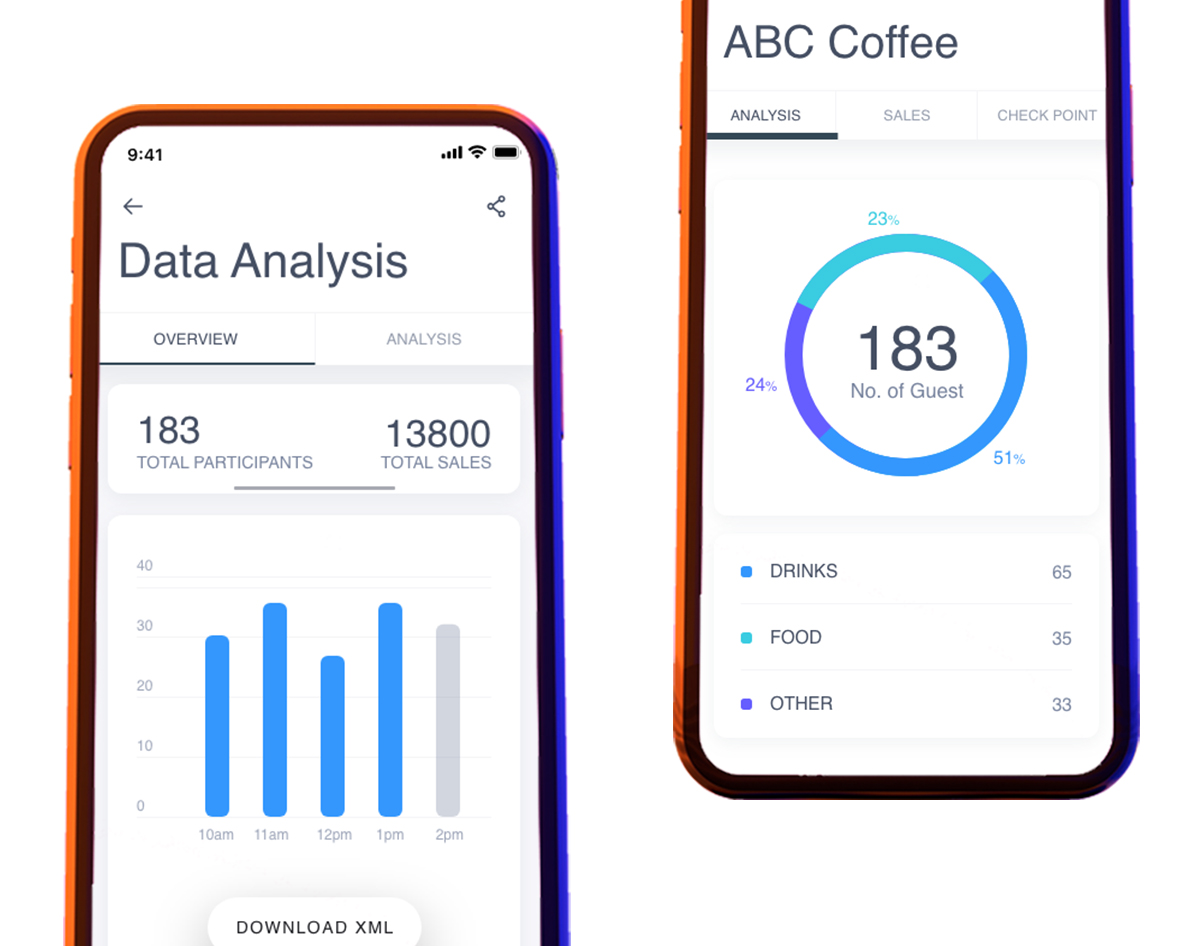 9:41
Data Analysis
OVERVIEW ANALYSIS
183 13800
TOTAL PARTICIPANTS TOTAL SALES
40
30
20
10
0
10am 11am 12pm 1pm 2pm
DOWNLOAD XML
ABC Coffee
ANALYSIS SALES CHECK POINT
23%
183
No. of Guest
24%
51%
DRINKS 65
FOOD 35
OTHER 33